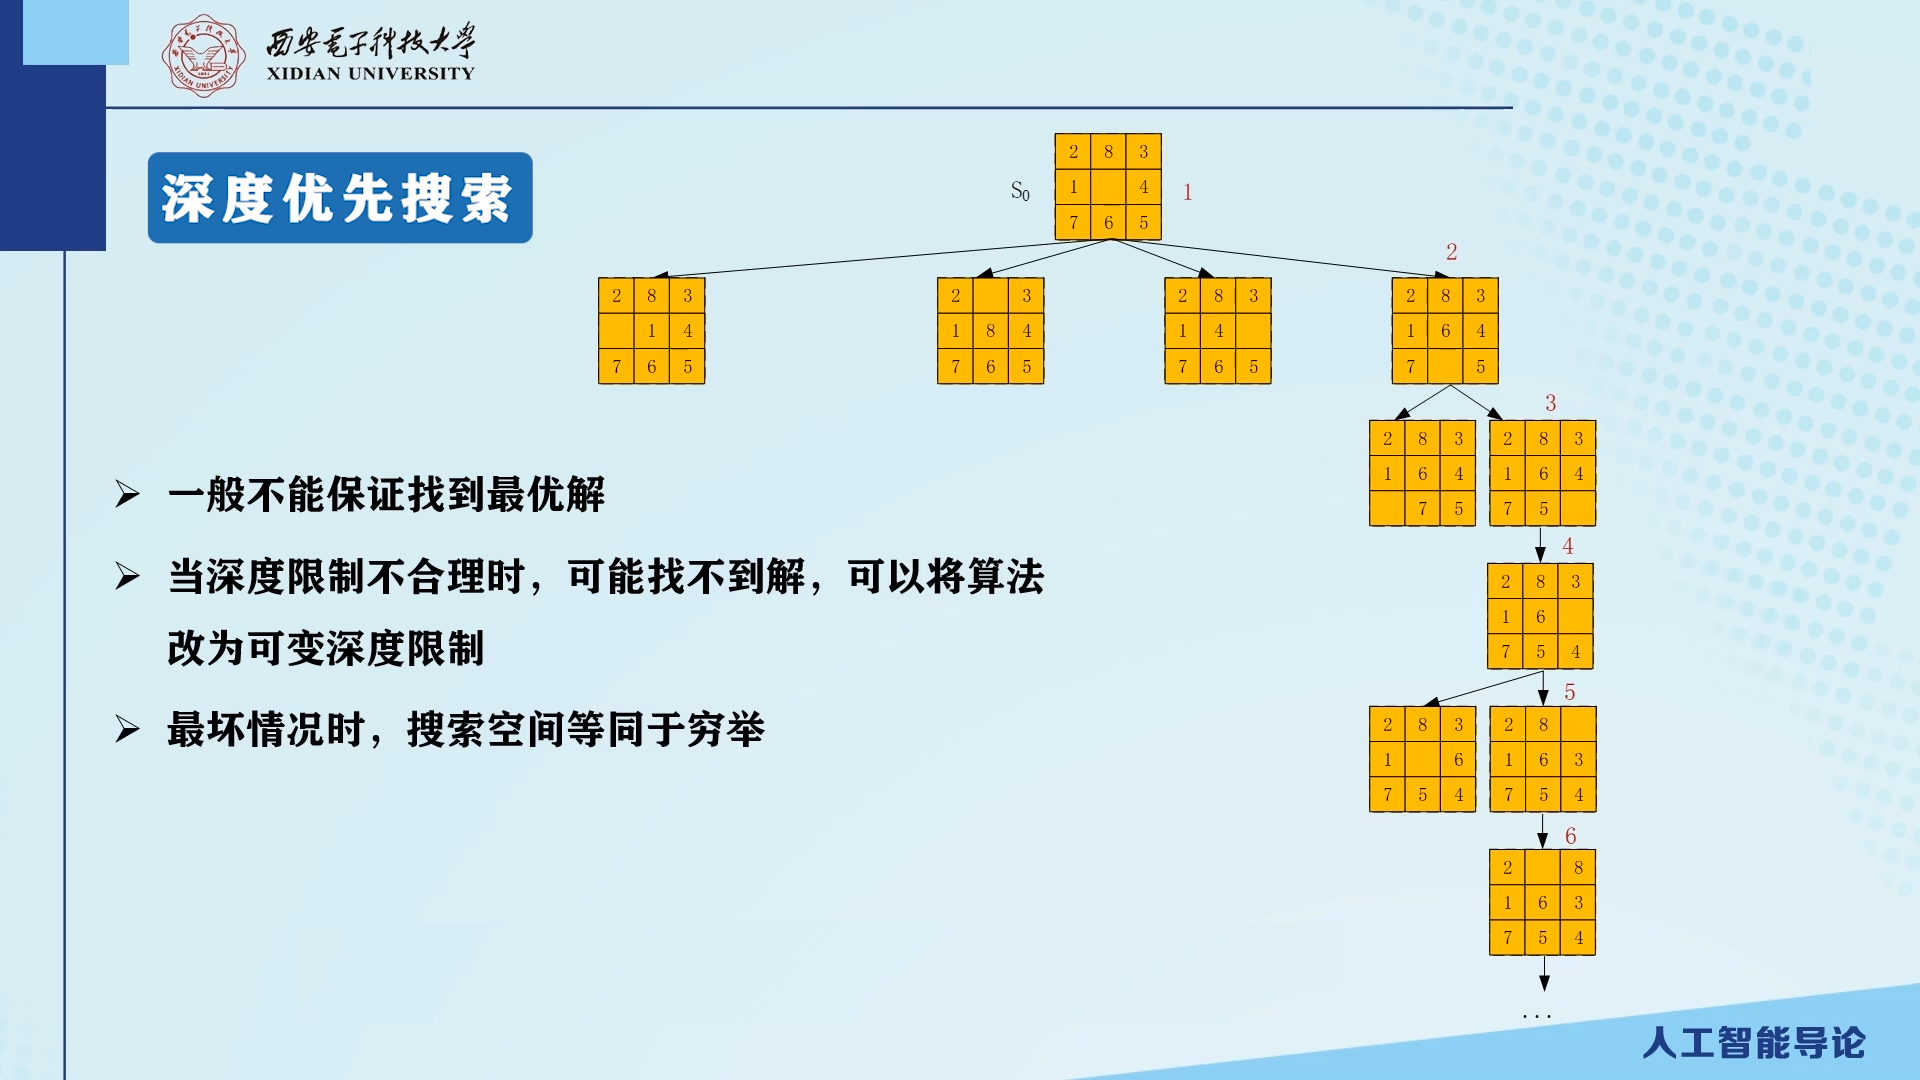 西安电子科技大学
XIDIAN UNIVERSITY
深度优先搜索
S0
2 8 3
1 4
7 6 5
1
2
2 8 3
1 4
7 6 5
2 3
1 8 4
7 6 5
2 8 3
1 4
7 6 5
2 8 3
1 6 4
7 5
3
2 8 3
1 6 4
7 5
2 8 3
1 6 4
7 5
4
2 8 3
1 6
7 5 4
5
2 8 3
1 6
7 5 4
2 8
1 6 3
7 5 4
6
2 8
1 6 3
7 5 4
...
一般不能保证找到最优解
当深度限制不合理时，可能找不到解，可以将算法
改为可变深度限制
最坏情况时，搜索空间等同于穷举
人工智能导论